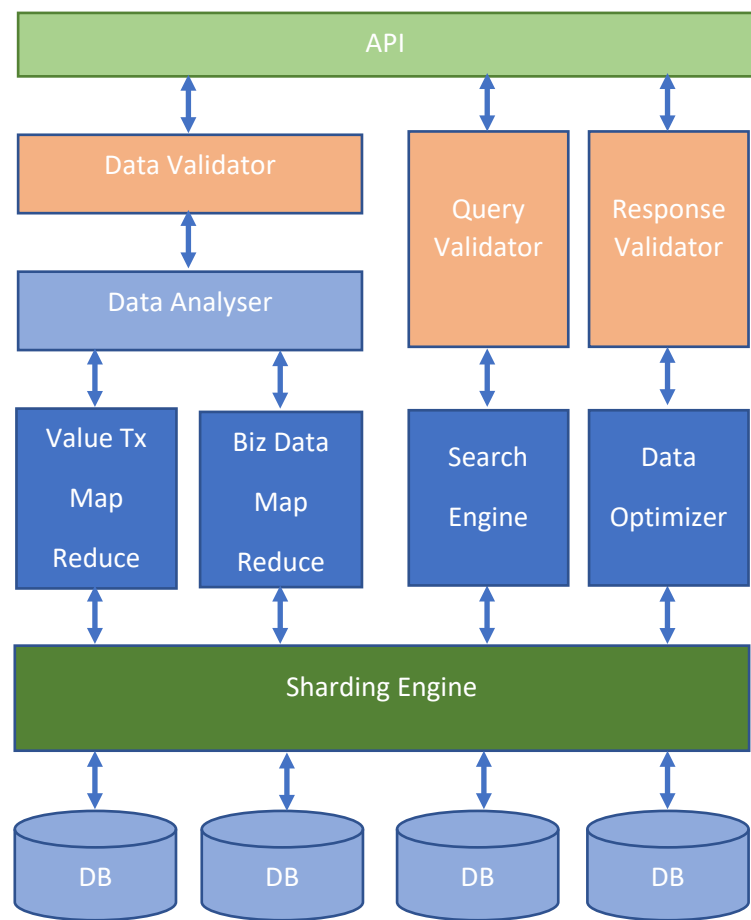 API
Data Validator
Query
Validator
Response
Validator
Data Analyser
Value Tx
Map
Reduce
Biz Data
Map
Reduce
Search
Engine
Data
Optimizer
Sharding Engine
DB
DB
DB
DB